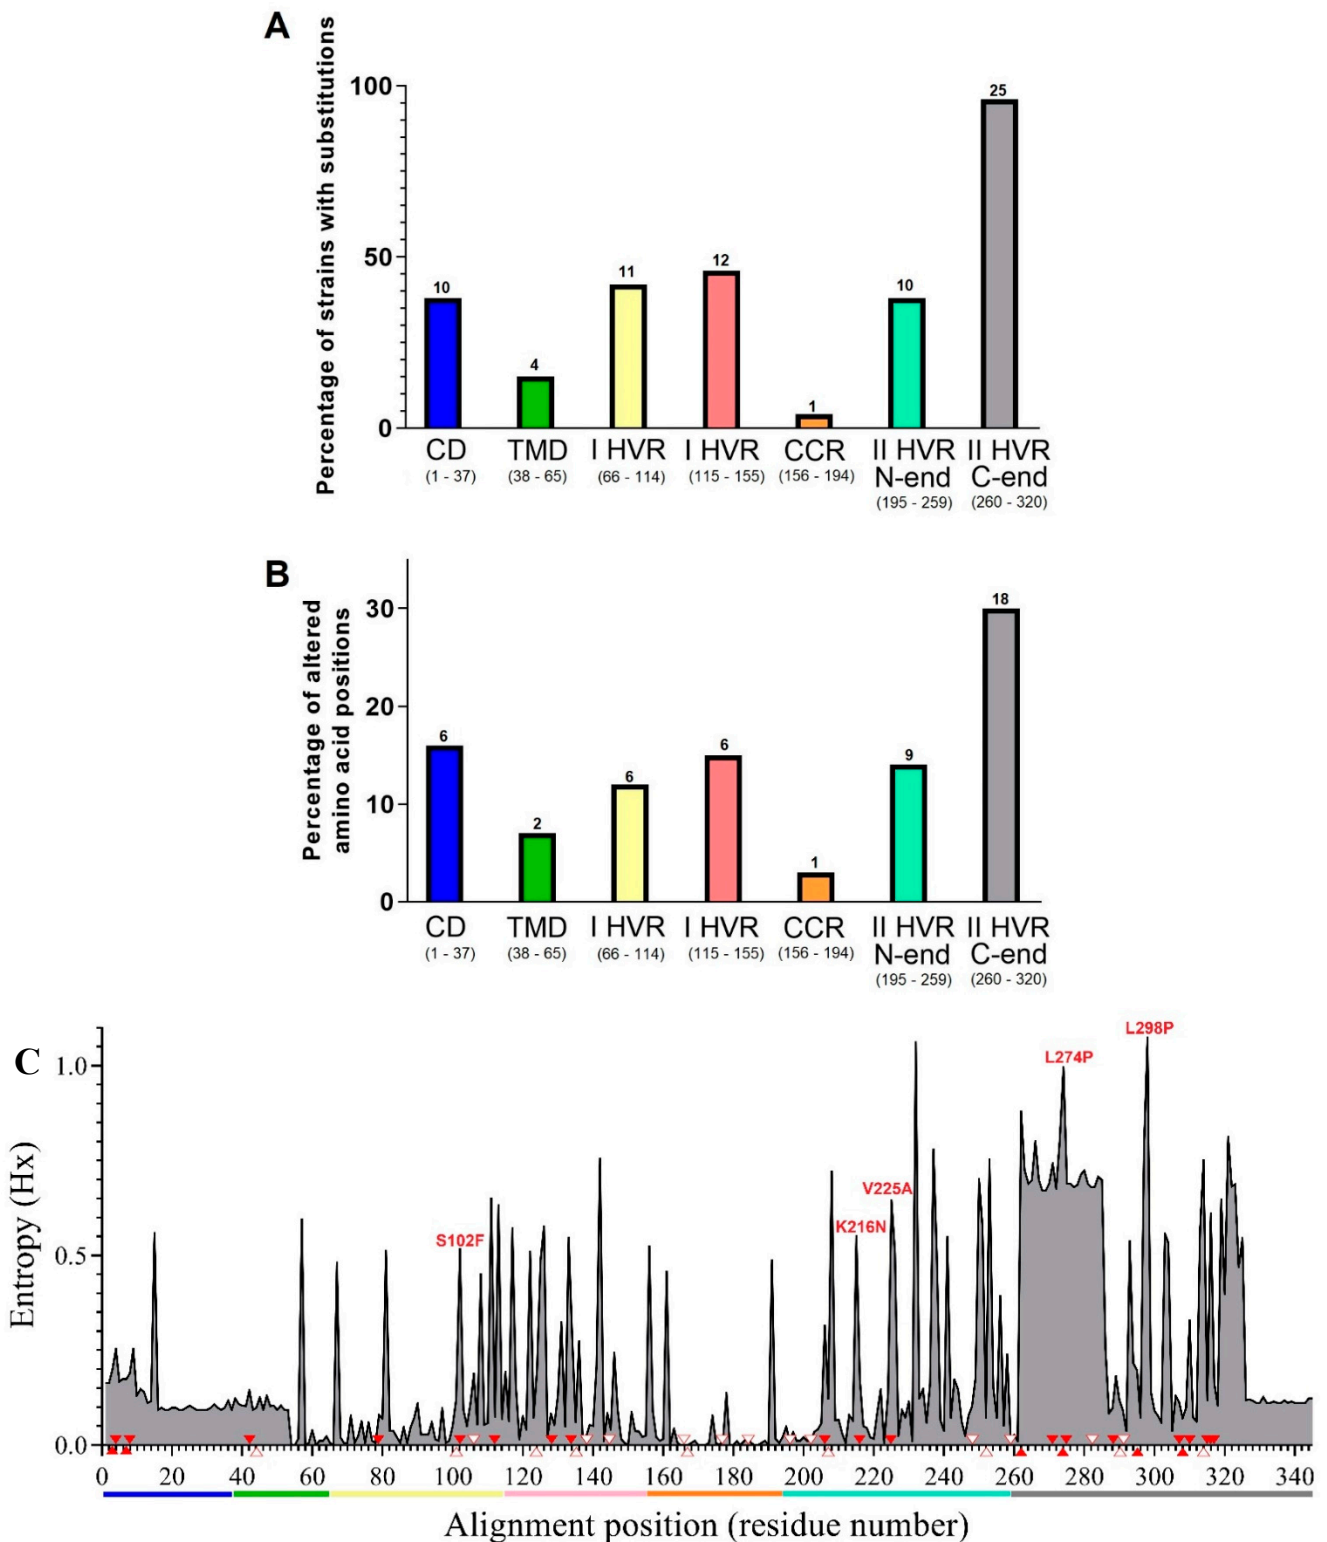 A
Percentage of strains with substitutions
100
50
0
10
4
11
12
1
10
25
CD TMD I HVR I HVR CCR II HVR II HVR
N-end C-end
(1 - 37) (38 - 65) (66 - 114) (115 - 155) (156 - 194)
(195 - 259) (260 - 320)
B
Percentage of altered
amino acid positions
30
20
10
0
6
2
6
6
1
9
18
CD TMD I HVR I HVR CCR II HVR II HVR
N-end C-end
(1 - 37) (38 - 65) (66 - 114) (115 - 155) (156 - 194)
(195 - 259) (260 - 320)
C
Entropy (Hx)
1.0
0.5
0.0
S102F
K216N
V225A
L274P
L298P
0 20 40 60 80 100 120 140 160 180 200 220 240 260 280 300 320 340
Alignment position (residue number)